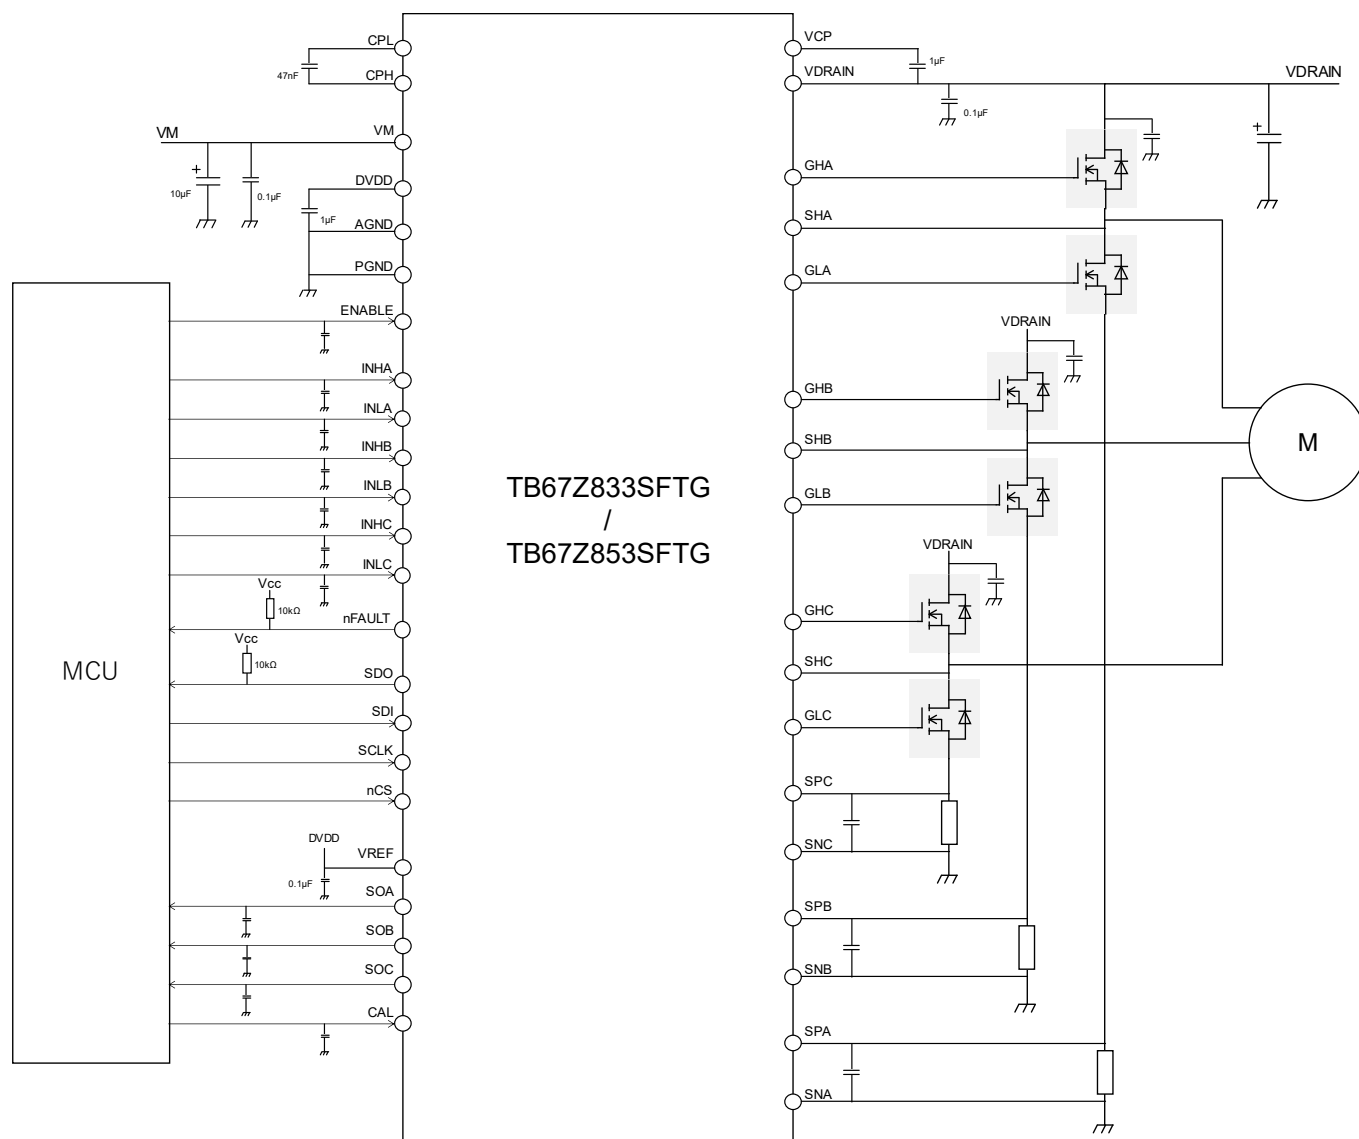 CPL
47nF
CPH
VM
VM
+
10µF
0.1µF
DVDD
1µF
AGND
PGND
ENABLE
INHA
INLA
INHB
INLB
INHC
INLC
Vcc
10kΩ
nFAULT
Vcc
10kΩ
SDO
SDI
SCLK
nCS
DVDD
VREF
0.1µF
SOA
SOB
SOC
CAL
MCU
TB67Z833SFTG
/
TB67Z853SFTG
VCP
1µF
VDRAIN
VDRAIN
0.1µF
+
GHA
SHA
GLA
VDRAIN
GHB
SHB
GLB
M
VDRAIN
GHC
SHC
GLC
SPC
SNC
SPB
SNB
SPA
SNA